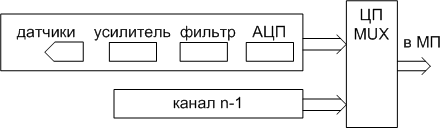 датчики усилитель фильтр АЦП
ЦП
MUX
в МП
канал n-1